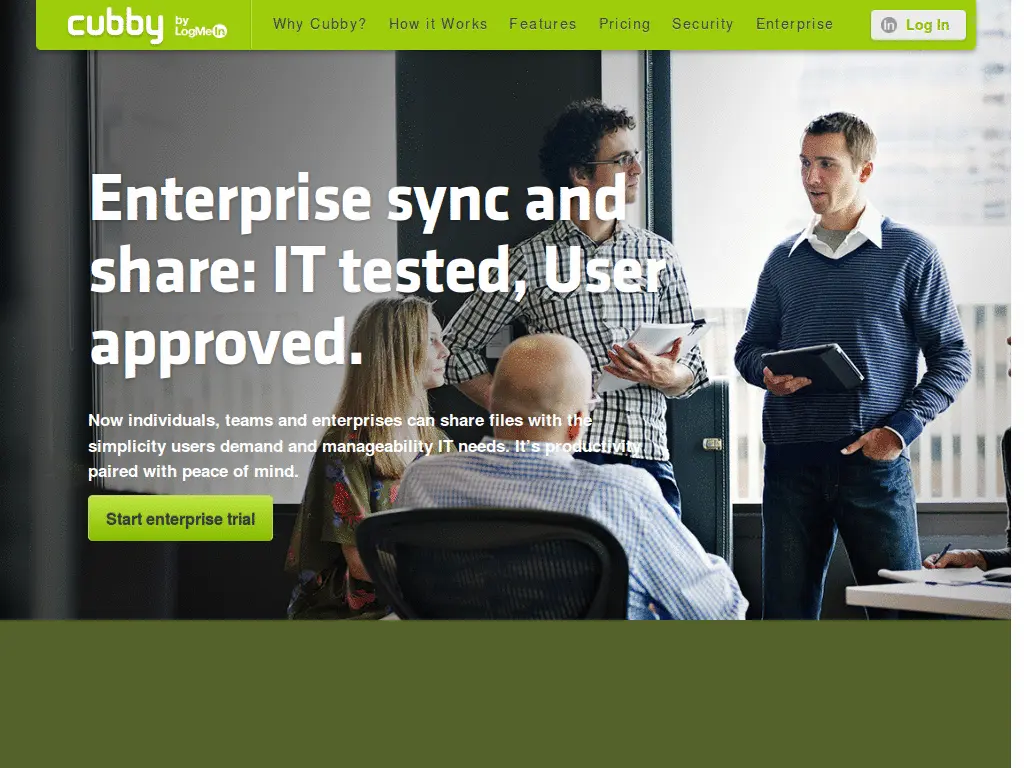 cubby by LogMeIn
Why Cubby? How it Works Features Pricing Security Enterprise
in Log In
Enterprise sync and
share: IT tested, User
approved.
Now individuals, teams and enterprises can share files with the
simplicity users demand and manageability IT needs. It's productivity
paired with peace of mind.
Start enterprise trial